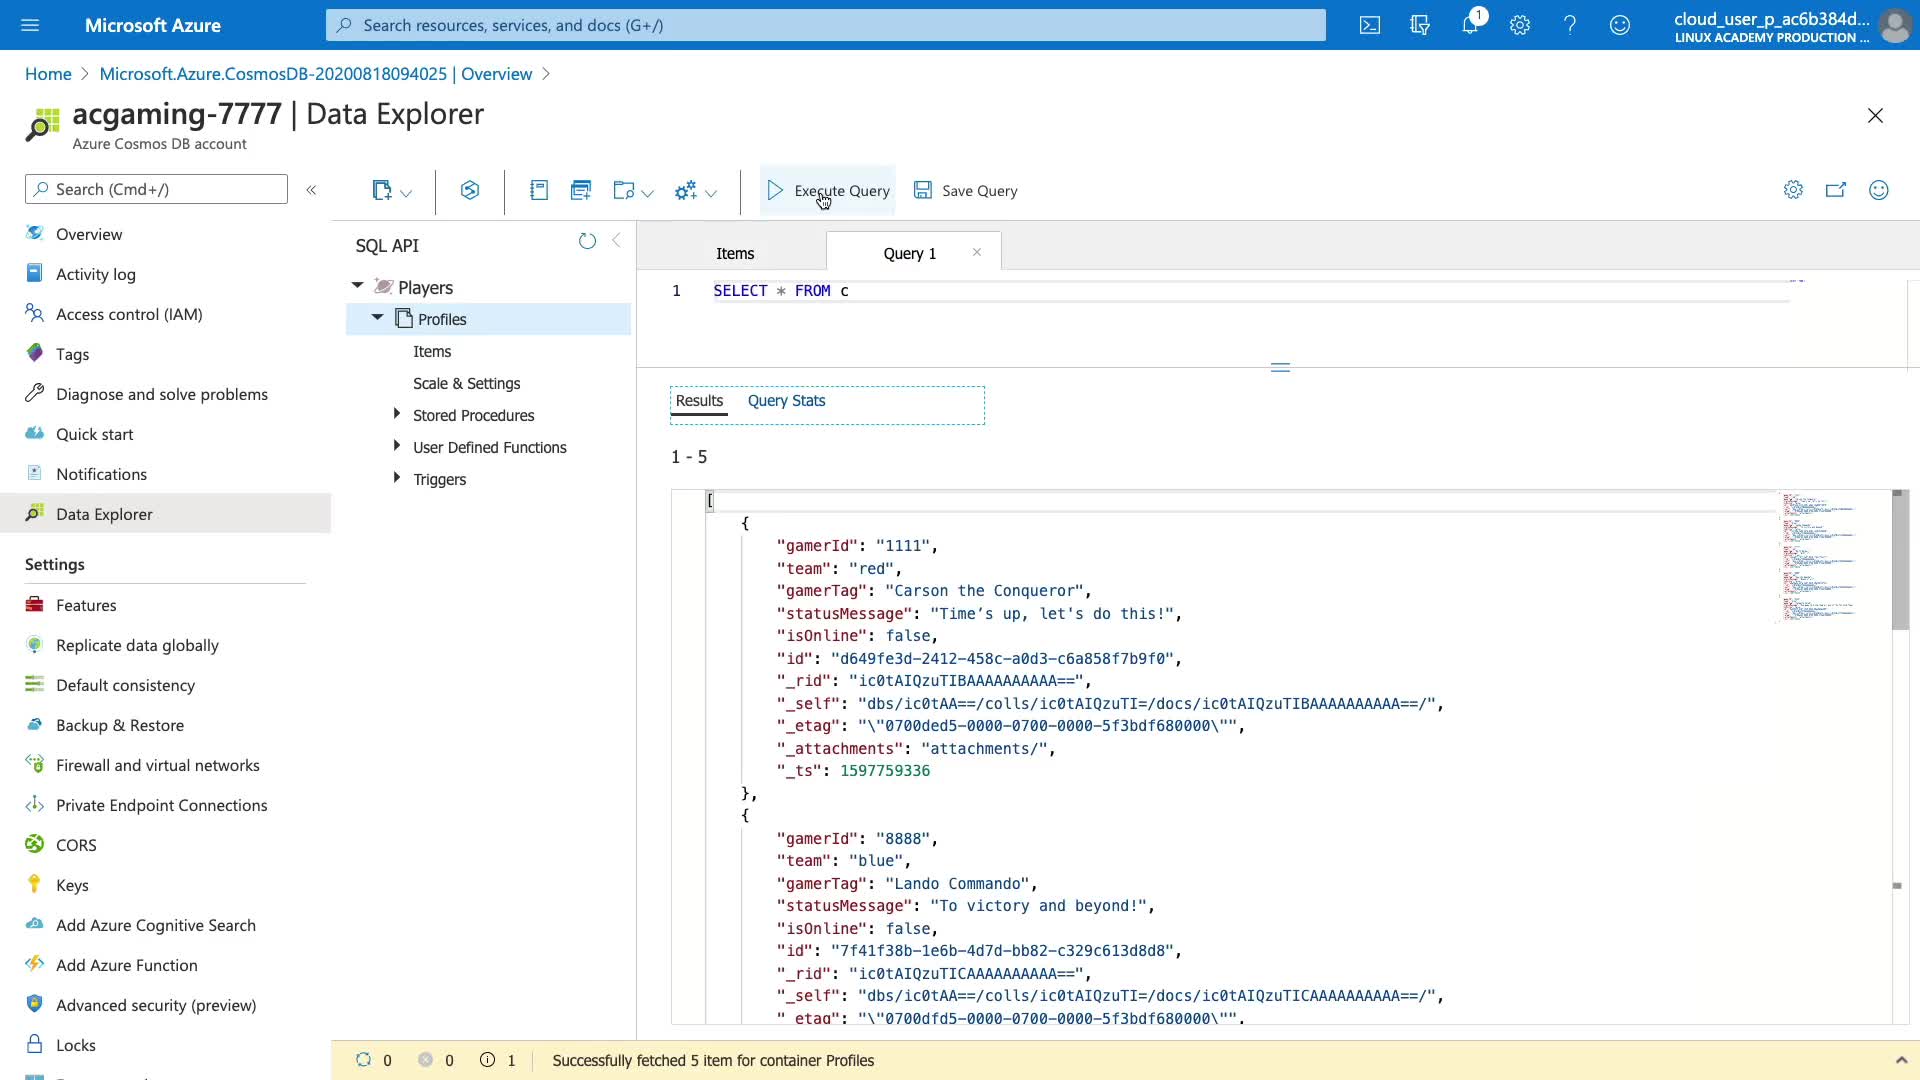 Microsoft Azure
Search resources, services, and docs (G+/)
1
cloud_user_p_ac6b384d...
LINUX ACADEMY PRODUCTION ...
Home > Microsoft.Azure.CosmosDB-20200818094025 | Overview >
acgaming-7777 | Data Explorer
Azure Cosmos DB account
Search (Cmd+/)
«
Execute Query
Save Query
Overview
Activity log
Access control (IAM)
Tags
Diagnose and solve problems
Quick start
Notifications
Data Explorer
Settings
Features
Replicate data globally
Default consistency
Backup & Restore
Firewall and virtual networks
Private Endpoint Connections
CORS
Keys
Add Azure Cognitive Search
Add Azure Function
Advanced security (preview)
Locks
SQL API
Players
Profiles
Items
Scale & Settings
Stored Procedures
User Defined Functions
Triggers
Items
Query 1
1 SELECT * FROM c
Results Query Stats
1 - 5
[
{
"gamerId": "1111",
"team": "red",
"gamerTag": "Carson the Conqueror",
"statusMessage": "Time’s up, let's do this!",
"isOnline": false,
"id": "d649fe3d-2412-458c-a0d3-c6a858f7b9f0",
"_rid": "ic0tAIQzuTIBAAAAAAAAAA==",
"_self": "dbs/ic0tAA==/colls/ic0tAIQzuTI=/docs/ic0tAIQzuTIBAAAAAAAAAA==/",
"_etag": "\"0700ded5-0000-0700-0000-5f3bdf680000\"",
"_attachments": "attachments/",
"_ts": 1597759336
},
{
"gamerId": "8888",
"team": "blue",
"gamerTag": "Lando Commando",
"statusMessage": "To victory and beyond!",
"isOnline": false,
"id": "7f41f38b-1e6b-4d7d-bb82-c329c613d8d8",
"_rid": "ic0tAIQzuTICAAAAAAAAAA==",
"_self": "dbs/ic0tAA==/colls/ic0tAIQzuTI=/docs/ic0tAIQzuTICAAAAAAAAAA==/",
"_etag": "\"0700dfd5-0000-0700-0000-5f3bdf680000\"",
0 0 1 Successfully fetched 5 item for container Profiles